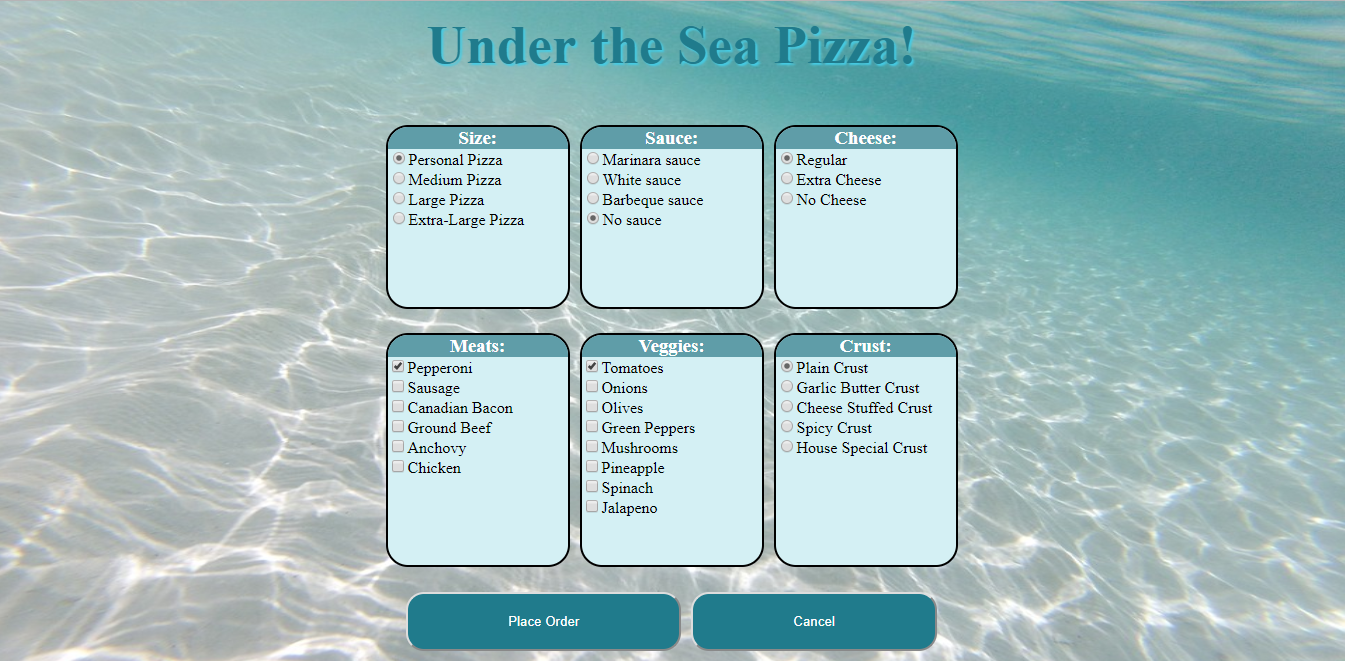 Under the Sea Pizza!
Size:
Personal Pizza
Medium Pizza
Large Pizza
Extra-Large Pizza
Sauce:
Marinara sauce
White sauce
Barbeque sauce
No sauce
Cheese:
Regular
Extra Cheese
No Cheese
Meats:
Pepperoni
Sausage
Canadian Bacon
Ground Beef
Anchovy
Chicken
Veggies:
Tomatoes
Onions
Olives
Green Peppers
Mushrooms
Pineapple
Spinach
Jalapeno
Crust:
Plain Crust
Garlic Butter Crust
Cheese Stuffed Crust
Spicy Crust
House Special Crust
Place Order
Cancel